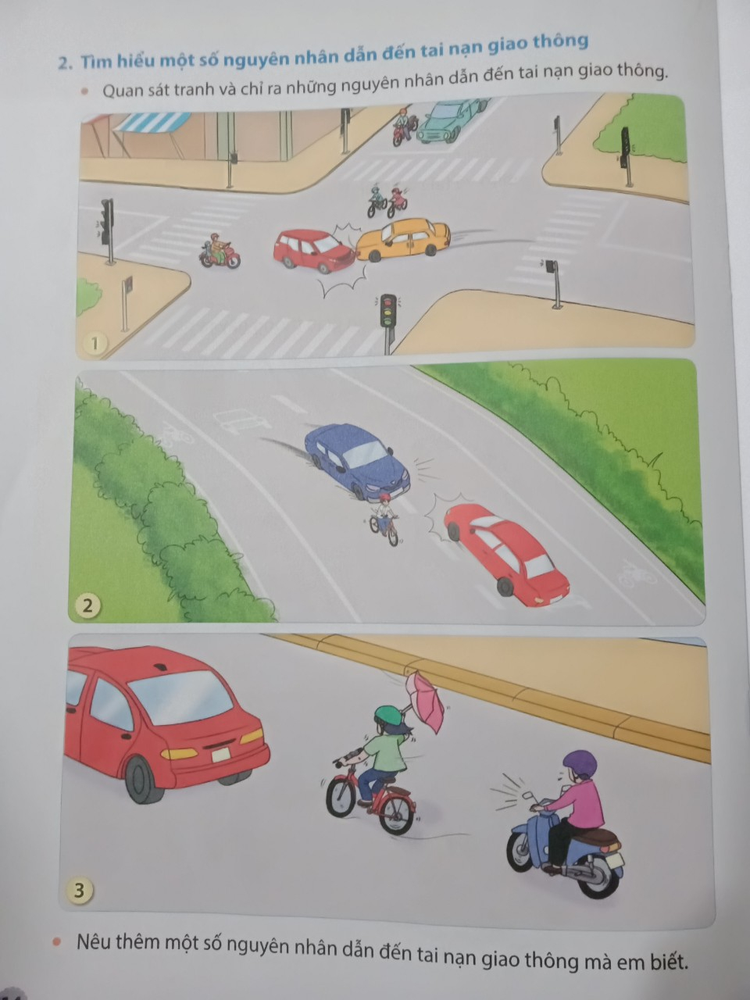 2. Tìm hiểu một số nguyên nhân dẫn đến tai nạn giao thông
• Quan sát tranh và chỉ ra những nguyên nhân dẫn đến tai nạn giao thông.
1
2
3
• Nêu thêm một số nguyên nhân dẫn đến tai nạn giao thông mà em biết.